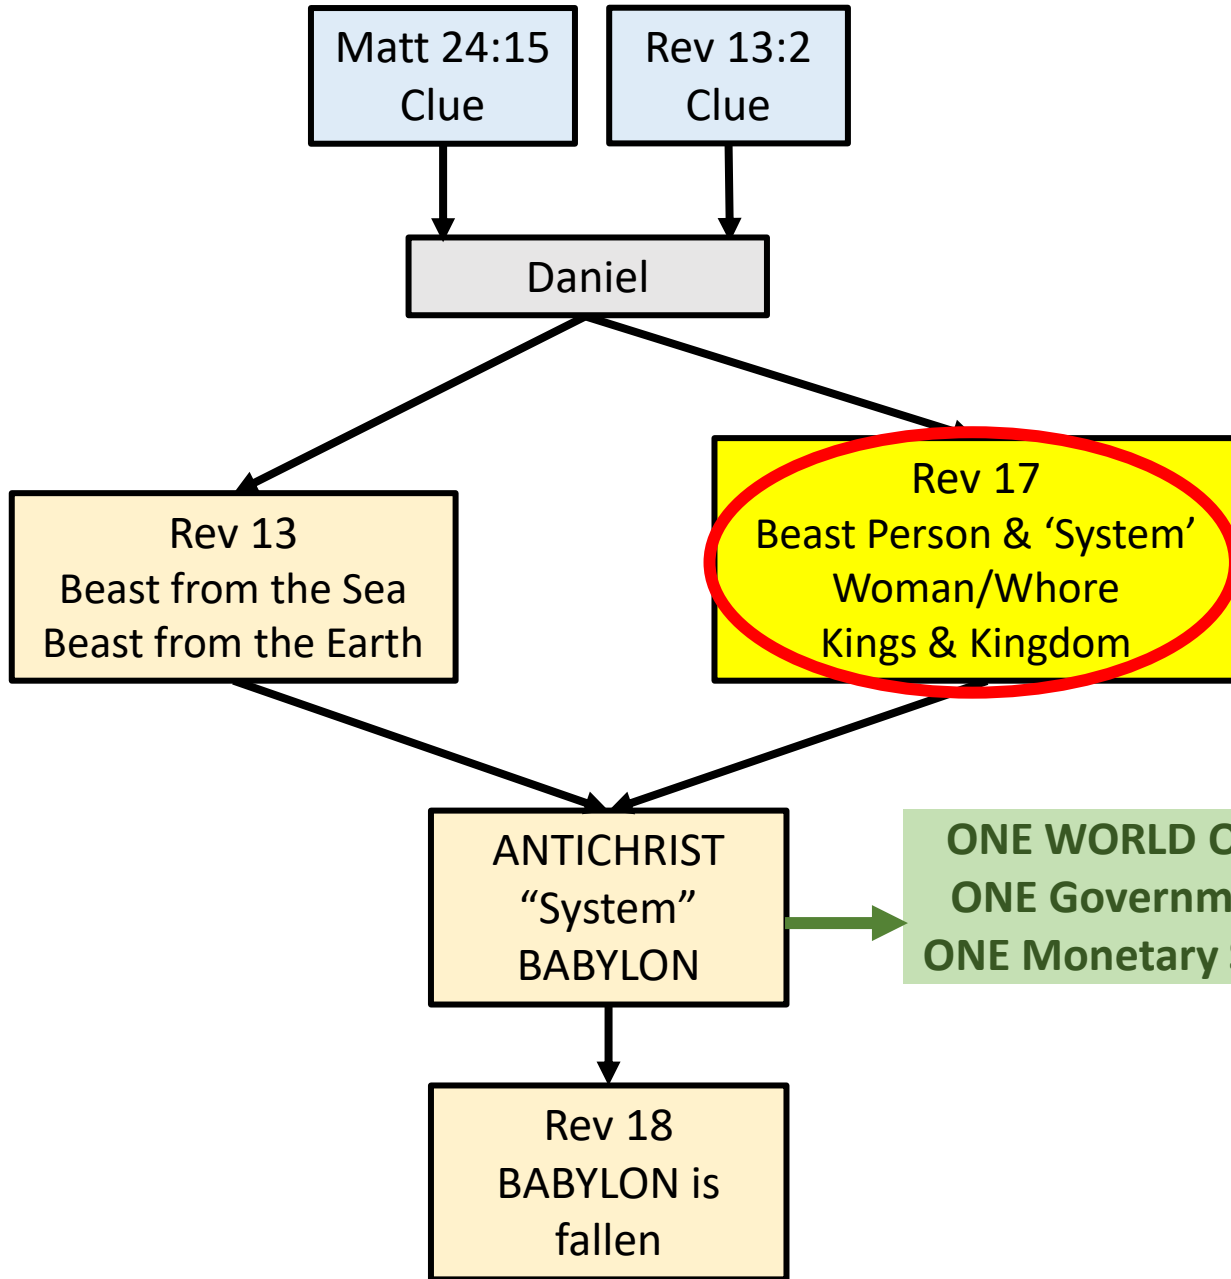 Matt 24:15
Clue
Rev 13:2
Clue
Daniel
Rev 13
Beast from the Sea
Beast from the Earth
Rev 17
Beast Person & ‘System’
Woman/Whore
Kings & Kingdom
ANTICHRIST
“System”
BABYLON
ONE WORLD
ONE
ONE Monetary
Rev 18
BABYLON is
fallen